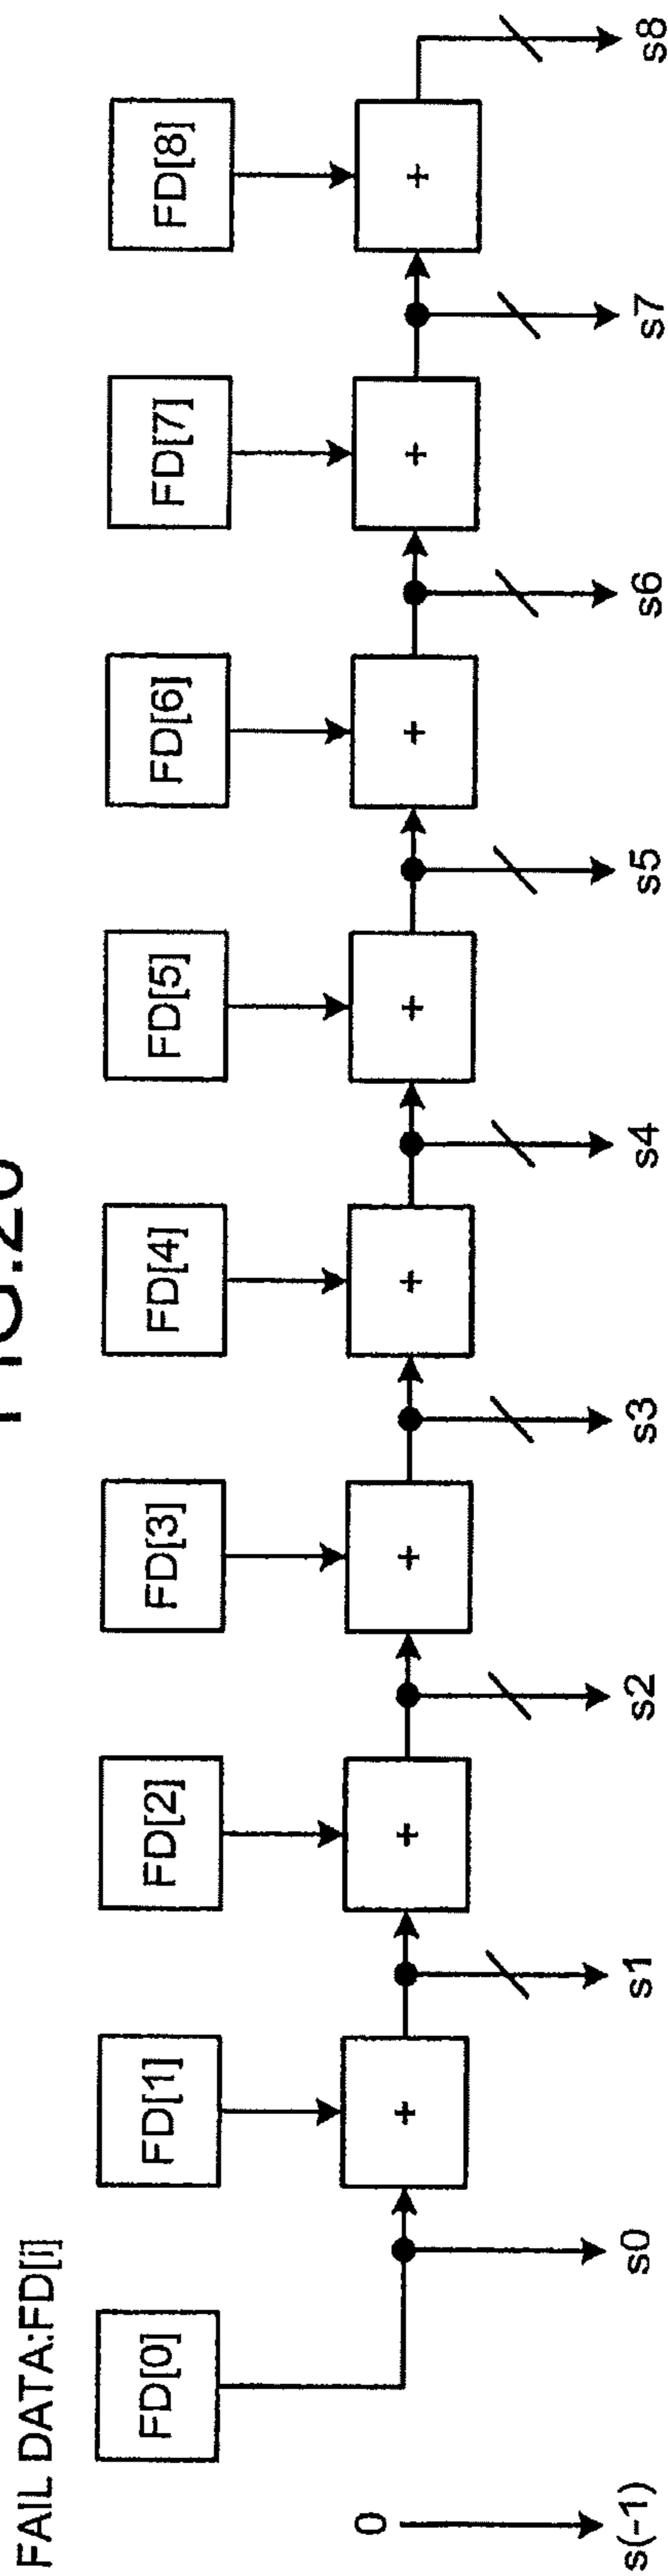 FAIL DATA:FD[i]
FD[0] FD[1] FD[2] FD[3] FD[4] FD[5] FD[6] FD[7] FD[8]
0 + + + + + + + +
s(-1) s0 s1 s2 s3 s4 s5 s6 s7 s8